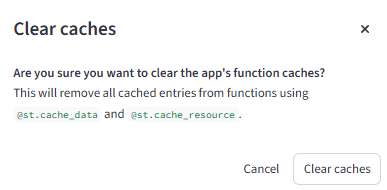 Clear caches
Are you sure you want to clear the app's function caches?
This will remove all cached entries from functions using
@st.cache_data and @st.cache_resource.
Cancel Clear caches